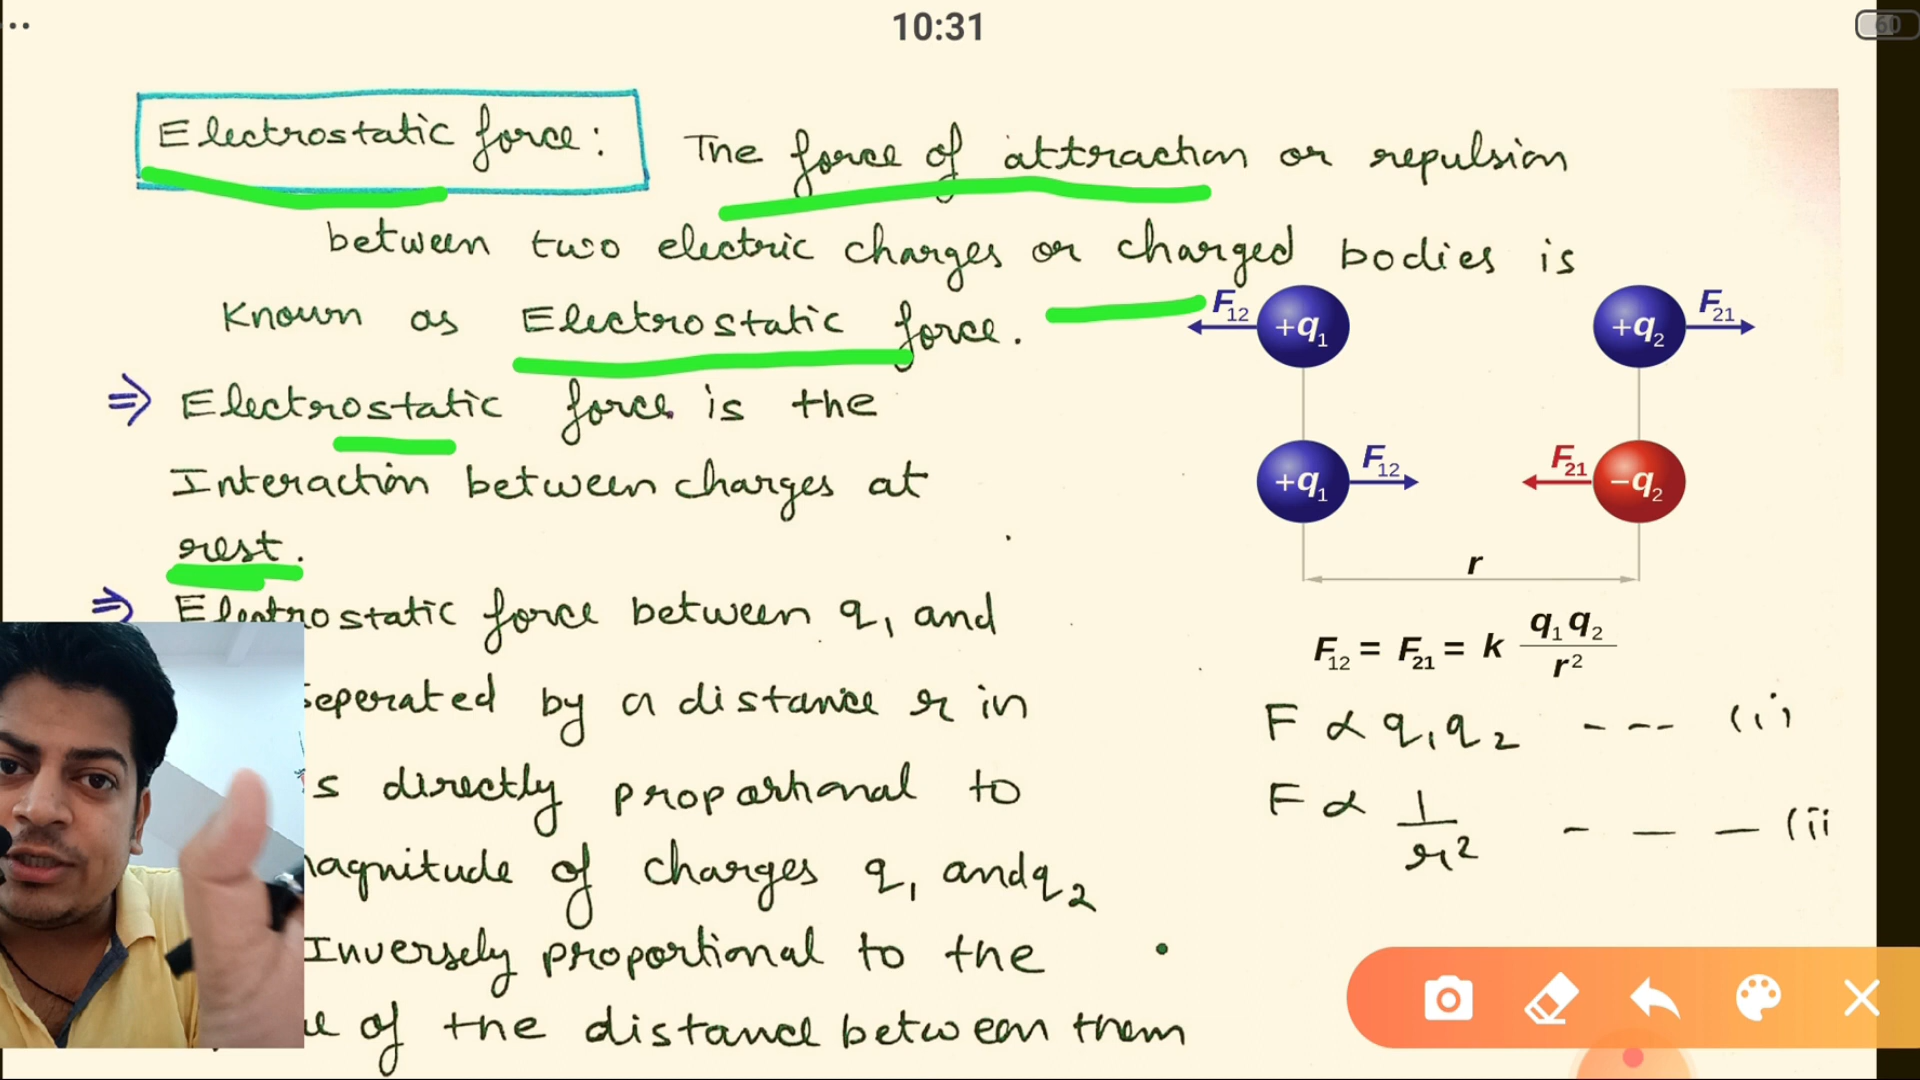 10:31
60
Electrostatic force: The force of attraction or repulsion
between two electric charges or charged bodies is
Known as Electrostatic force.
⇒ Electrostatic force is the
Interaction between charges at
rest.
⇒ Electrostatic force between q₁ and
seperated by a distance r in
s directly proportional to
magnitude of charges q₁ and q₂
Inversely proportional to the
of the distance between them
F₁₂ +q₁ +q₂ F₂₁
+q₁ F₁₂ F₂₁ −q₂
r
F₁₂ = F₂₁ = k q₁q₂ / r²
F ∝ q₁q₂ --- (i)
F ∝ 1/r² --- (ii